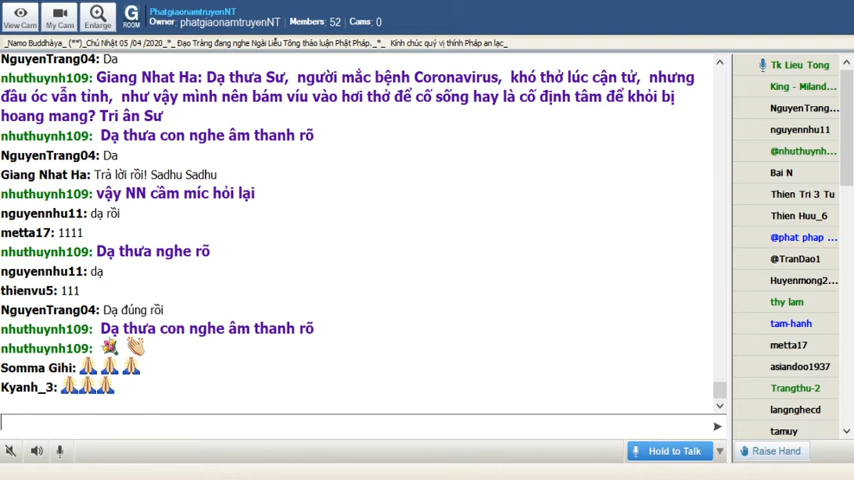 View Cam
My Cam
Enlarge
G
ROOM
PhatgiaonamtruyenNT
Owner: phatgiaonamtruyenNT | Members: 52 | Cams: 0
_Namo Buddhàya_ (**)_Chủ Nhật 05 /04 /2020_*_ Đạo Tràng đang nghe Ngài Liễu Tông thảo luận Phật Pháp._*_ Kính chúc quý vị thính Pháp an lạc_
NguyenTrang04: Da
nhuthuynh109: Giang Nhat Ha: Dạ thưa Sư, người mắc bệnh Coronavirus, khó thở lúc cận tử, nhưng
đâu óc vẫn tỉnh, như vậy mình nên bám víu vào hơi thở để cố sống hay là cố định tâm để khỏi bị
hoang mang? Tri ân Sư
nhuthuynh109: Dạ thưa con nghe âm thanh rõ
NguyenTrang04: Da
Giang Nhat Ha: Trả lời rồi! Sadhu Sadhu
nhuthuynh109: vậy NN cầm míc hỏi lại
nguyennhu11: dạ rồi
metta17: 1111
nhuthuynh109: Dạ thưa nghe rõ
nguyennhu11: dạ
thienvu5: 111
NguyenTrang04: Dạ đúng rồi
nhuthuynh109: Dạ thưa con nghe âm thanh rõ
nhuthuynh109: 💐 👏
Somma Gihi: 🙏 🙏 🙏
Kyanh_3: 🙏🙏🙏
Hold to Talk
Tk Lieu Tong
King - Miland...
NguyenTrang...
nguyennhu11
@nhuthuynh...
Bai N
Thien Tri 3 Tu
Thien Huu_6
@phat phap ...
@TranDao1
Huyenmong2...
thy lam
tam-hanh
metta17
asiandoo1937
Trangthu-2
langnghecd
tamuy
Raise Hand